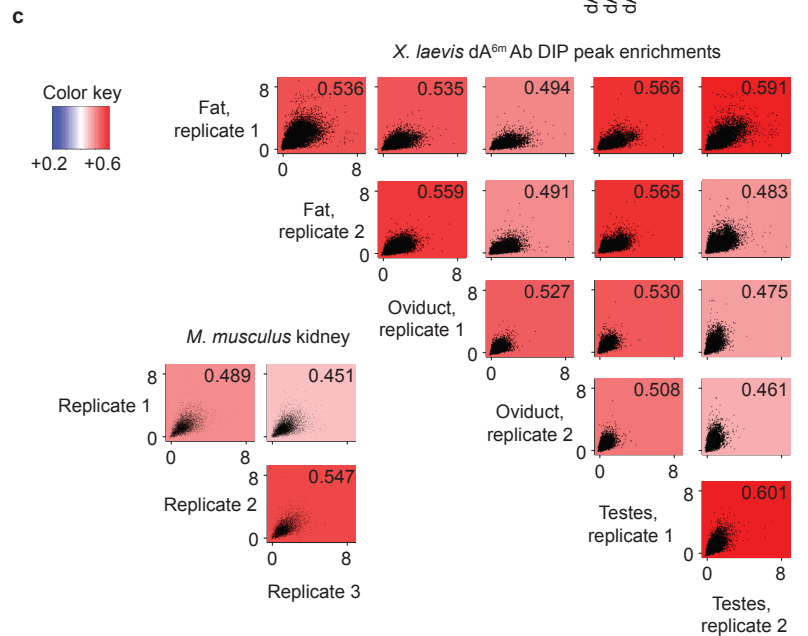 dA
dA
dA
c
X. laevis dA6m Ab DIP peak enrichments
Color key
+0.2 +0.6
Fat,
replicate 1
8
0
0.536 0.535 0.494 0.566 0.591
0 8
Fat,
replicate 2
8
0
0.559 0.491 0.565 0.483
0 8
Oviduct,
replicate 1
8
0
0.527 0.530 0.475
0 8
M. musculus kidney
Replicate 1
8
0
0.489 0.451
0 8
Oviduct,
replicate 2
8
0
0.508 0.461
0 8
Replicate 2
8
0
0.547
0 8
Replicate 3
Testes,
replicate 1
8
0
0.601
0 8
Testes,
replicate 2